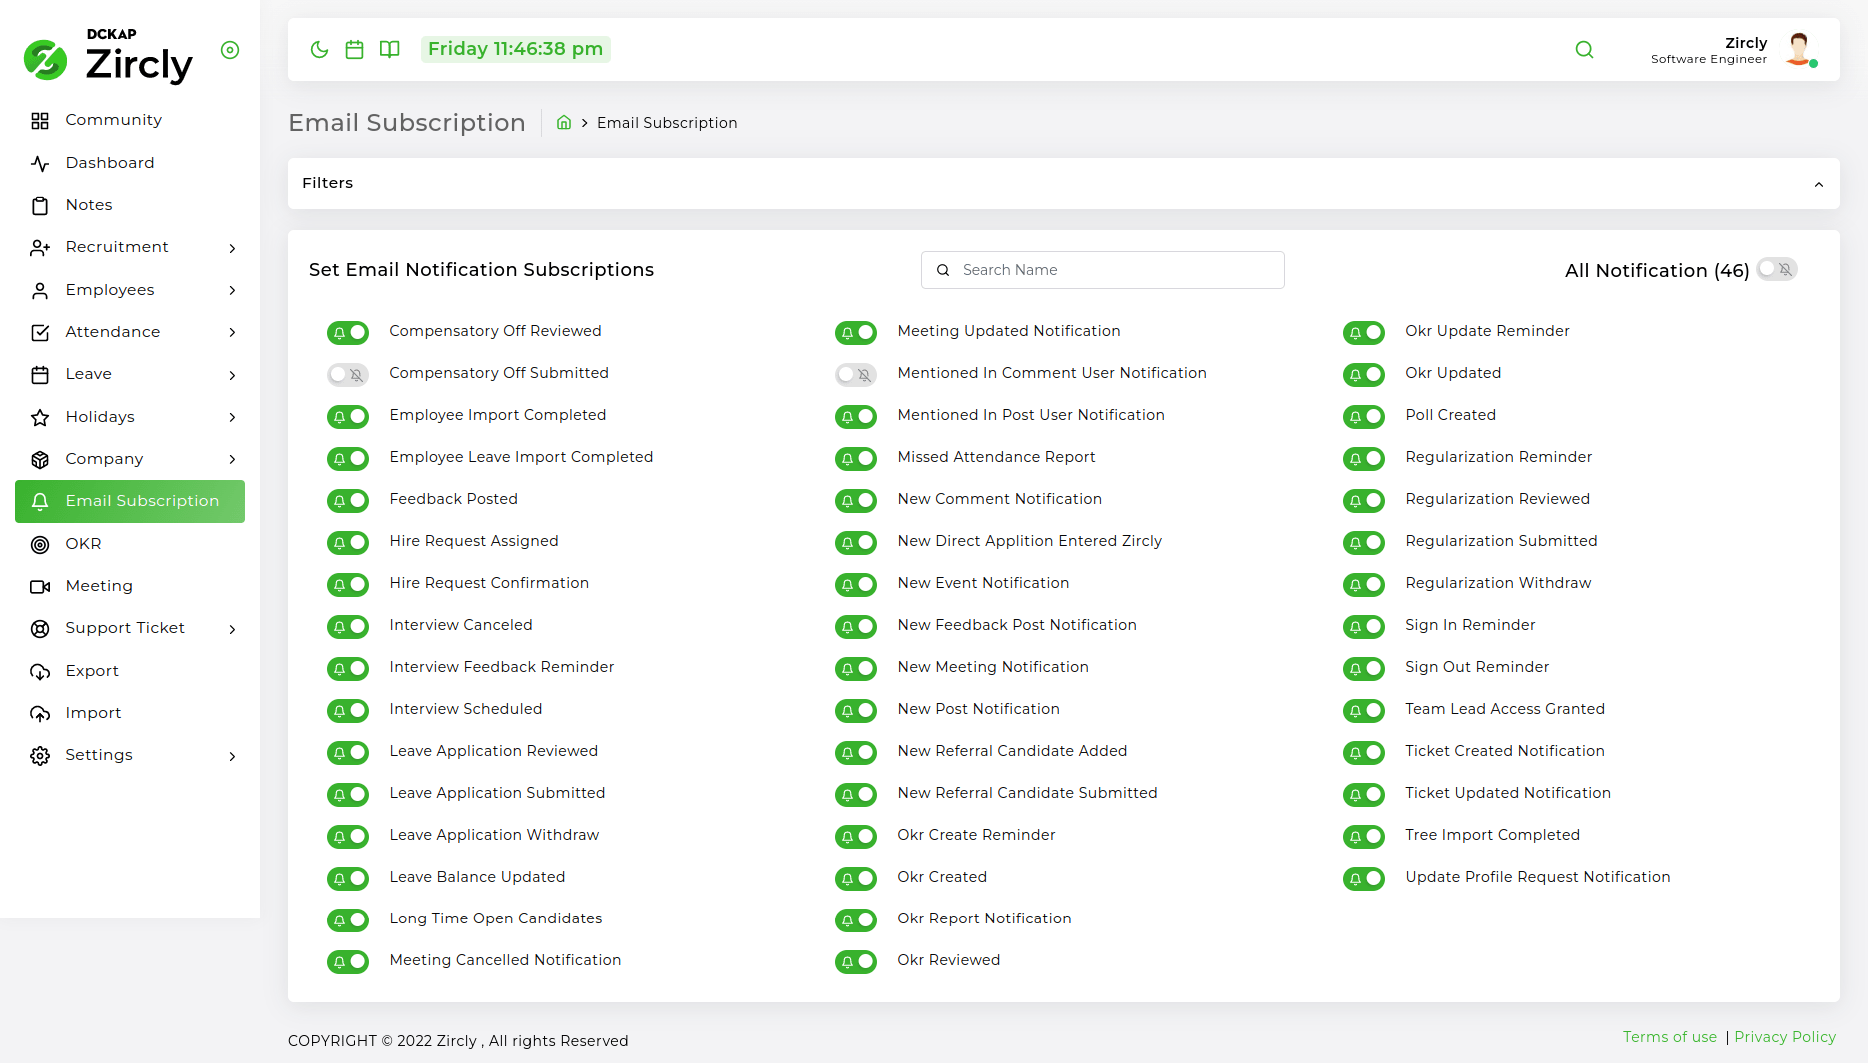 DCKAP
Zircly
Community
Dashboard
Notes
Recruitment
Employees
Attendance
Leave
Holidays
Company
Email Subscription
OKR
Meeting
Support Ticket
Export
Import
Settings
Friday 11:46:38 pm
Zircly
Software Engineer
Email Subscription
Email Subscription
Filters
Set Email Notification Subscriptions
Search Name
All Notification (46)
Compensatory Off Reviewed
Compensatory Off Submitted
Employee Import Completed
Employee Leave Import Completed
Feedback Posted
Hire Request Assigned
Hire Request Confirmation
Interview Canceled
Interview Feedback Reminder
Interview Scheduled
Leave Application Reviewed
Leave Application Submitted
Leave Application Withdraw
Leave Balance Updated
Long Time Open Candidates
Meeting Cancelled Notification
Meeting Updated Notification
Mentioned In Comment User Notification
Mentioned In Post User Notification
Missed Attendance Report
New Comment Notification
New Direct Applition Entered Zircly
New Event Notification
New Feedback Post Notification
New Meeting Notification
New Post Notification
New Referral Candidate Added
New Referral Candidate Submitted
Okr Create Reminder
Okr Created
Okr Report Notification
Okr Reviewed
Okr Update Reminder
Okr Updated
Poll Created
Regularization Reminder
Regularization Reviewed
Regularization Submitted
Regularization Withdraw
Sign In Reminder
Sign Out Reminder
Team Lead Access Granted
Ticket Created Notification
Ticket Updated Notification
Tree Import Completed
Update Profile Request Notification
COPYRIGHT © 2022 Zircly , All rights Reserved
Terms of use | Privacy Policy